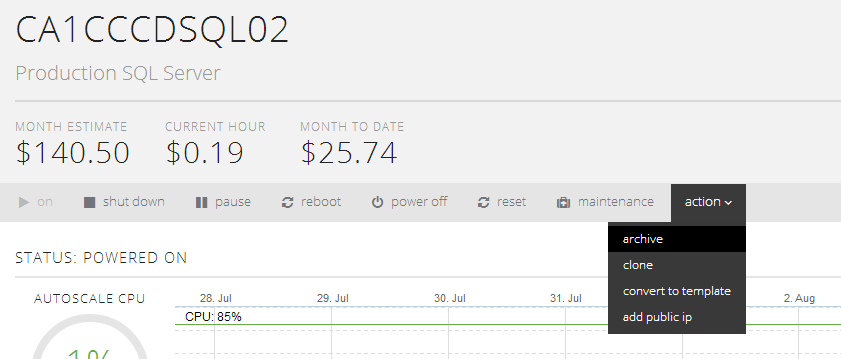 CA1CCCDSQL02
Production SQL Server
MONTH ESTIMATE CURRENT HOUR MONTH TO DATE
$140.50 $0.19 $25.74
on shut down pause reboot power off reset maintenance action
archive
clone
convert to template
add public ip
STATUS: POWERED ON
AUTOSCALE CPU
28. Jul 29. Jul 30. Jul 31. Jul 2. Aug
CPU: 85%
1%